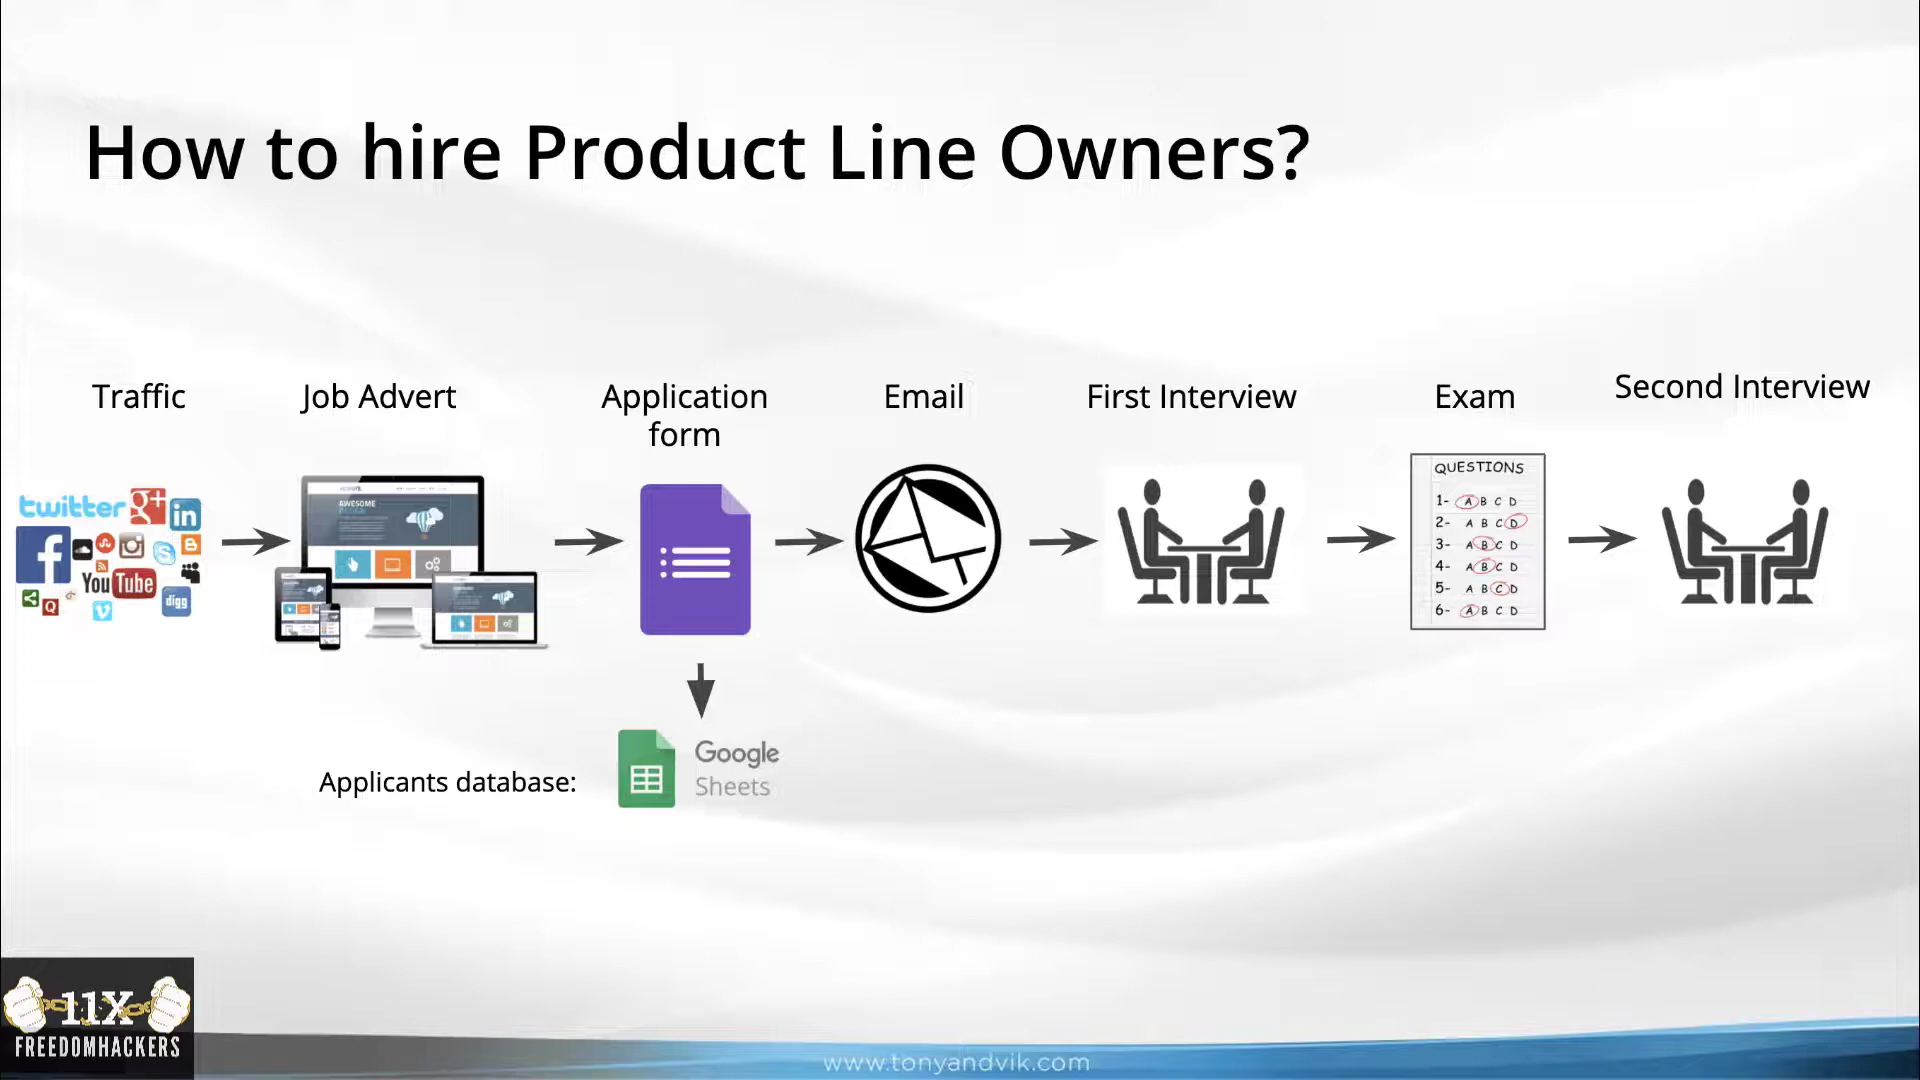 How to hire Product Line Owners?
Traffic
Job Advert
Application
form
Email
First Interview
Exam
Second Interview
twitter
g+
in
f
You Tube
digg
AWESOME
QUESTIONS
1- A B C D
2- A B C D
3- A B C D
4- A B C D
5- A B C D
6- A B C D
Applicants database:
Google
Sheets
11X
FREEDOMHACKERS
www.tonyandvik.com